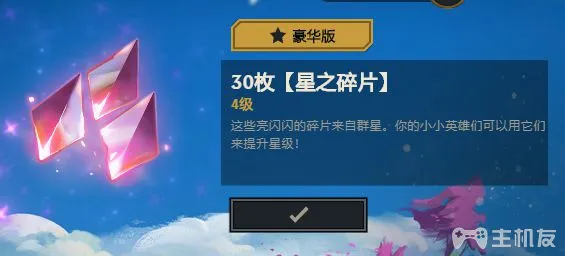 豪华版
30枚【星之碎片】
4级
这些亮闪闪的碎片来自群星。你的小小英雄们可以用它们
来提升星级！
主机友